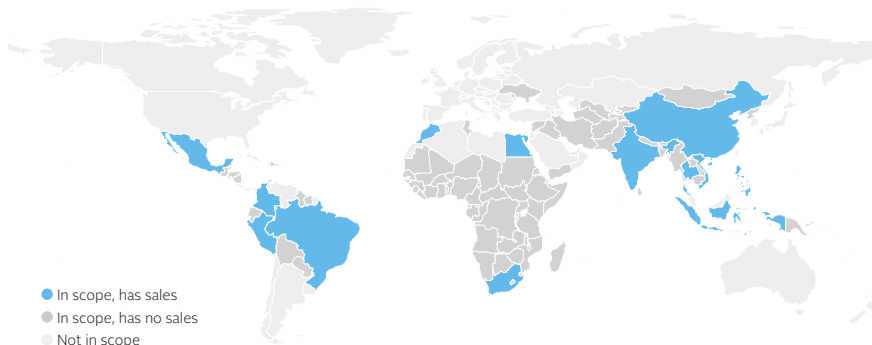 In scope, has sales
In scope, has no sales
Not in scope